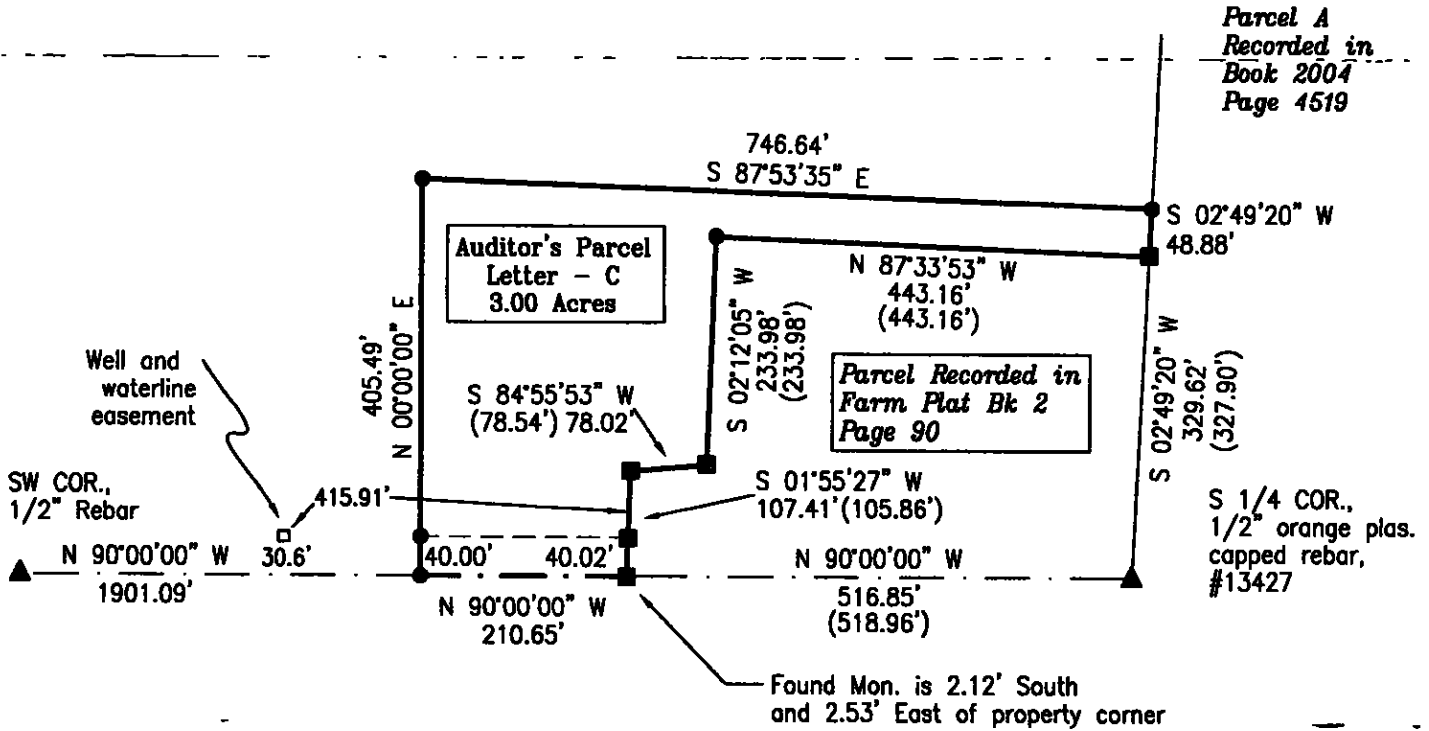 Parcel A
Recorded in
Book 2004
Page 4519
746.64'
S 87°53'35" E
S 02°49'20" W
48.88'
Auditor's Parcel
Letter - C
3.00 Acres
N 87°33'53" W
443.16'
(443.16')
N 00°00'00" E
405.49'
S 02°12'05" W
233.98'
(233.98')
Well and
waterline
easement
S 84°55'53" W
(78.54') 78.02'
Parcel Recorded in
Farm Plat Bk 2
Page 90
S 02°49'20" W
329.62'
(327.90')
SW COR.,
1/2" Rebar
415.91'
S 01°55'27" W
107.41'(105.86')
S 1/4 COR.,
1/2" orange plas.
capped rebar,
#13427
N 90°00'00" W
1901.09'
30.6'
40.00'
40.02'
N 90°00'00" W
516.85'
(518.96')
N 90°00'00" W
210.65'
Found Mon. is 2.12' South
and 2.53' East of property corner